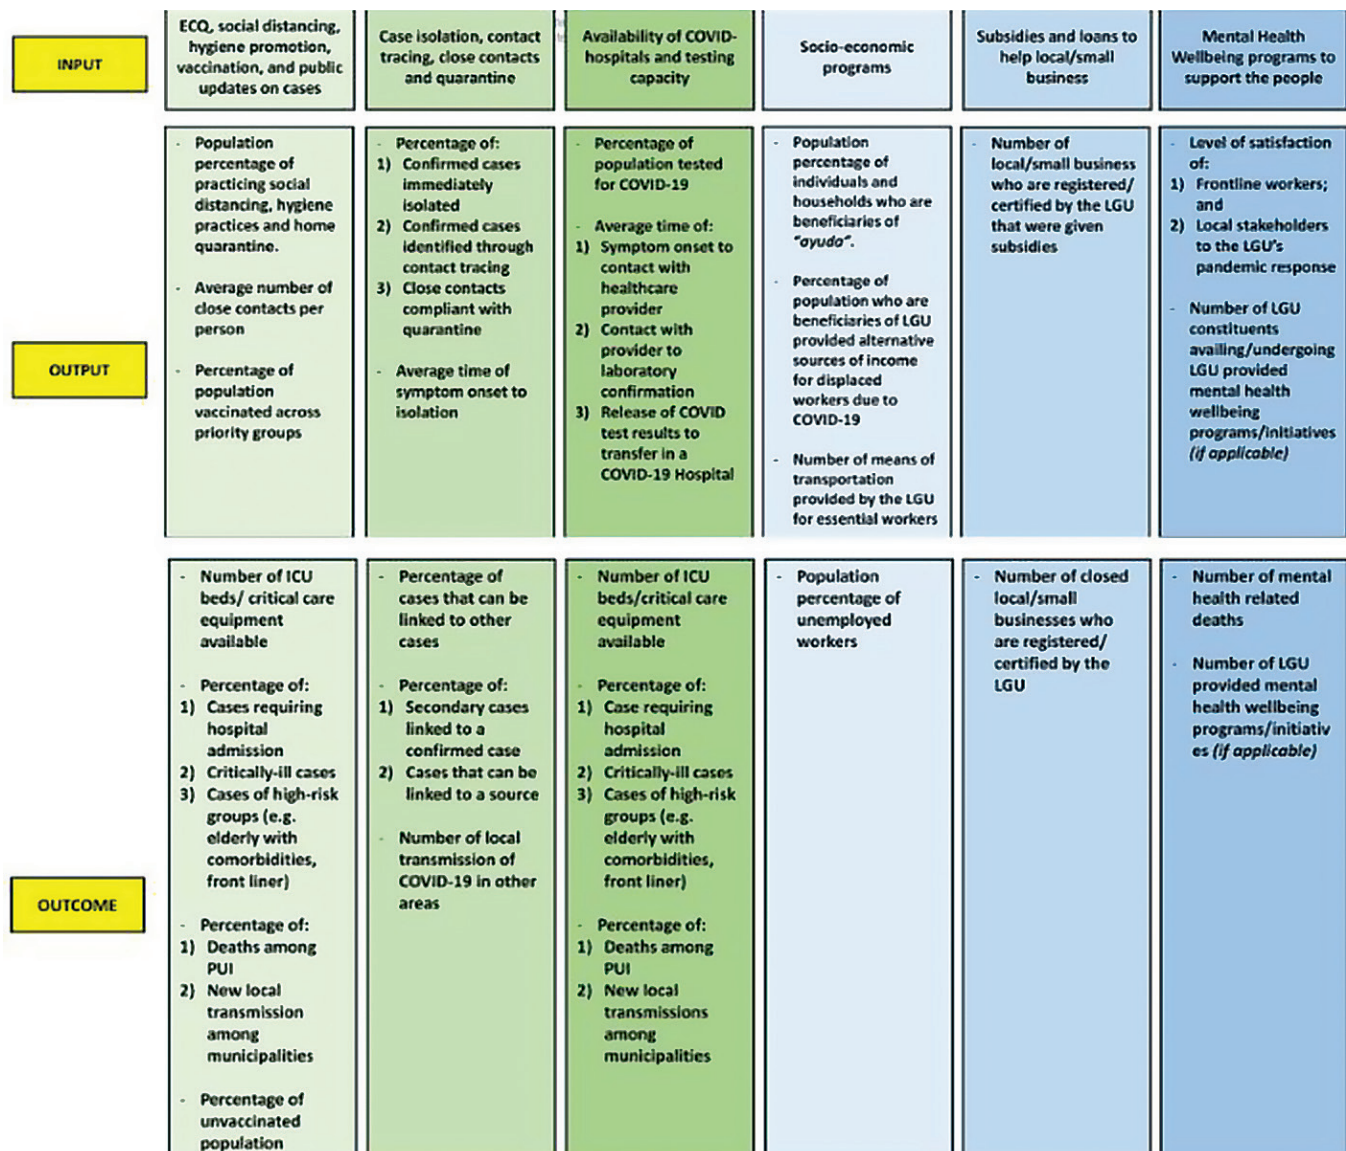 INPUT
ECQ, social distancing,
hygiene promotion,
vaccination, and public
updates on cases
Case isolation, contact
tracing, close contacts
and quarantine
Availability of COVID-
hospitals and testing
capacity
Socio-economic
programs
Subsidies and loans to
help local/small
business
Mental Health
Wellbeing programs to
support the people
OUTPUT
- Population
percentage of
practicing social
distancing, hygiene
practices and home
quarantine.
- Average number of
close contacts per
person
- Percentage of
population
vaccinated across
priority groups
- Percentage of:
1) Confirmed cases
immediately
isolated
2) Confirmed cases
identified through
contact tracing
3) Close contacts
compliant with
quarantine
- Average time of
symptom onset to
isolation
- Percentage of
population tested
for COVID-19
- Average time of:
1) Symptom onset to
contact with
healthcare
provider
2) Contact with
provider to
laboratory
confirmation
3) Release of COVID
test results to
transfer in a
COVID-19 Hospital
- Population
percentage of
individuals and
households who are
beneficiaries of
"ayuda".
- Percentage of
population who are
beneficiaries of LGU
provided alternative
sources of income
for displaced
workers due to
COVID-19
- Number of means of
transportation
provided by the LGU
for essential workers
- Number of
local/small business
who are registered/
certified by the LGU
that were given
subsidies
- Level of satisfaction
of:
1) Frontline workers;
and
2) Local stakeholders
to the LGU's
pandemic response
- Number of LGU
constituents
availing/undergoing
LGU provided
mental health
wellbeing
programs/initiatives
(if applicable)
OUTCOME
- Number of ICU
beds/ critical care
equipment
available
- Percentage of:
1) Cases requiring
hospital
admission
2) Critically-ill cases
3) Cases of high-risk
groups (e.g.
elderly with
comorbidities,
front liner)
- Percentage of:
1) Deaths among
PUI
2) New local
transmission
among
municipalities
- Percentage of
unvaccinated
population
- Percentage of
cases that can be
linked to other
cases
- Percentage of:
1) Secondary cases
linked to a
confirmed case
2) Cases that can be
linked to a source
- Number of local
transmission of
COVID-19 in other
areas
- Number of ICU
beds/critical care
equipment
available
- Percentage of:
1) Case requiring
hospital
admission
2) Critically-ill cases
3) Cases of high-risk
groups (e.g.
elderly with
comorbidities,
front liner)
- Percentage of:
1) Deaths among
PUI
2) New local
transmissions
among
municipalities
- Population
percentage of
unemployed
workers
- Number of closed
local/small
businesses who
are registered/
certified by the
LGU
- Number of mental
health related
deaths
- Number of LGU
provided mental
health wellbeing
programs/initiativ
es (if applicable)